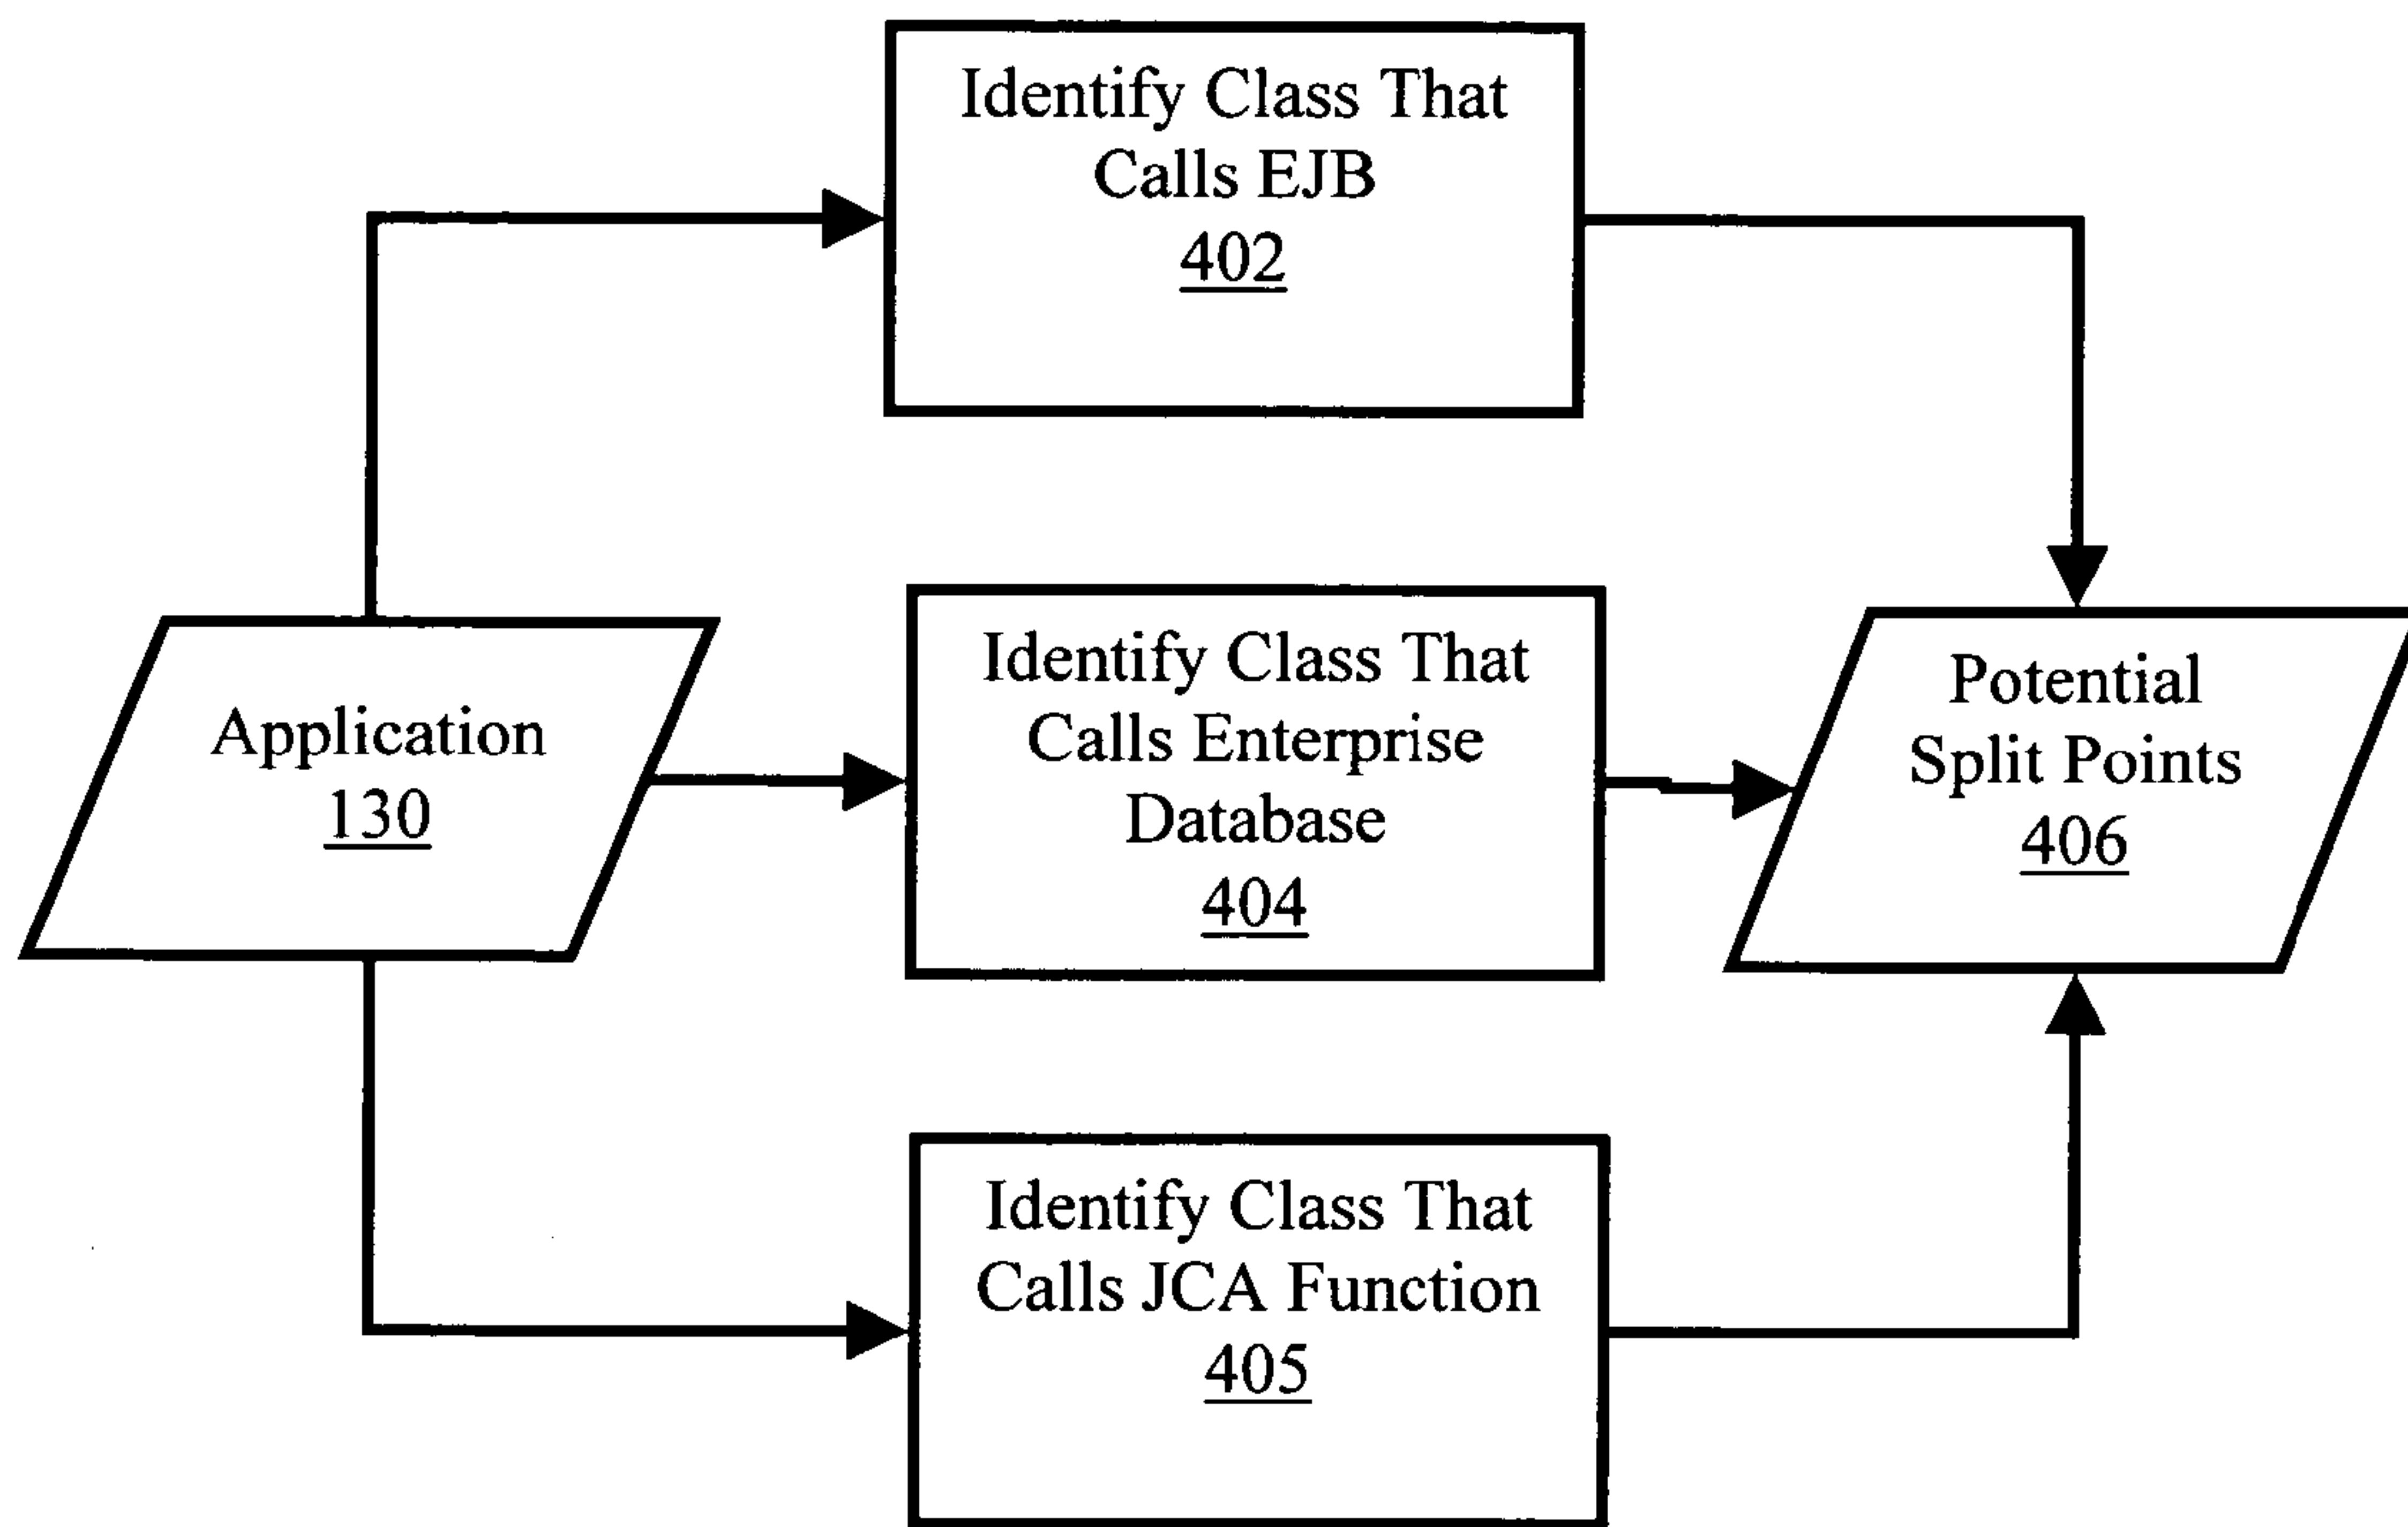 Identify Class That
Calls EJB
402
Application
130
Identify Class That
Calls Enterprise
Database
404
Potential
Split Points
406
Identify Class That
Calls JCA Function
405